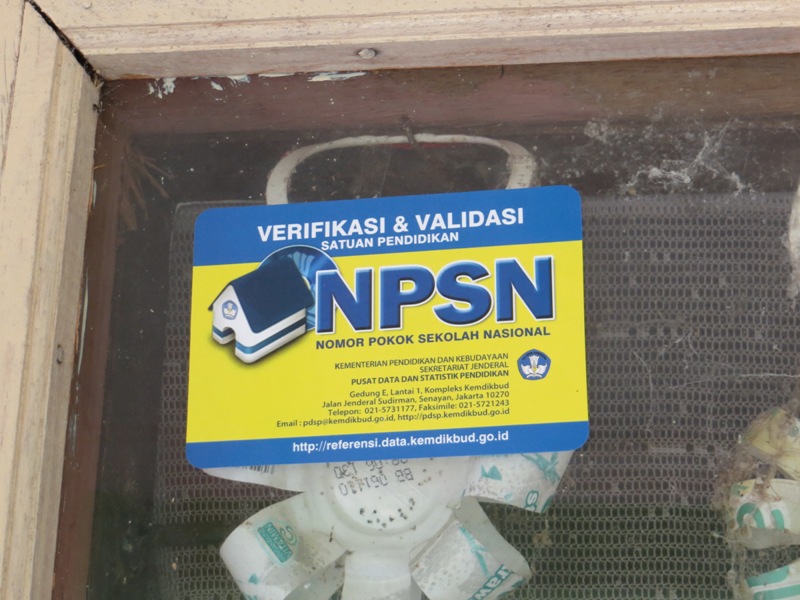 VERIFIKASI & VALIDASI
SATUAN PENDIDIKAN
NPSN
NOMOR POKOK SEKOLAH NASIONAL
KEMENTERIAN PENDIDIKAN DAN KEBUDAYAAN
SEKRETARIAT JENDERAL
PUSAT DATA DAN STATISTIK PENDIDIKAN
Gedung E, Lantai 1, Kompleks Kemdikbud
Jalan Jenderal Sudirman, Senayan, Jakarta 10270
Telepon: 021-5731177, Faksimile: 021-5721243
Email : pdsp@kemdikbud.go.id, http://pdsp.kemdikbud.go.id
http://referensi.data.kemdikbud.go.id